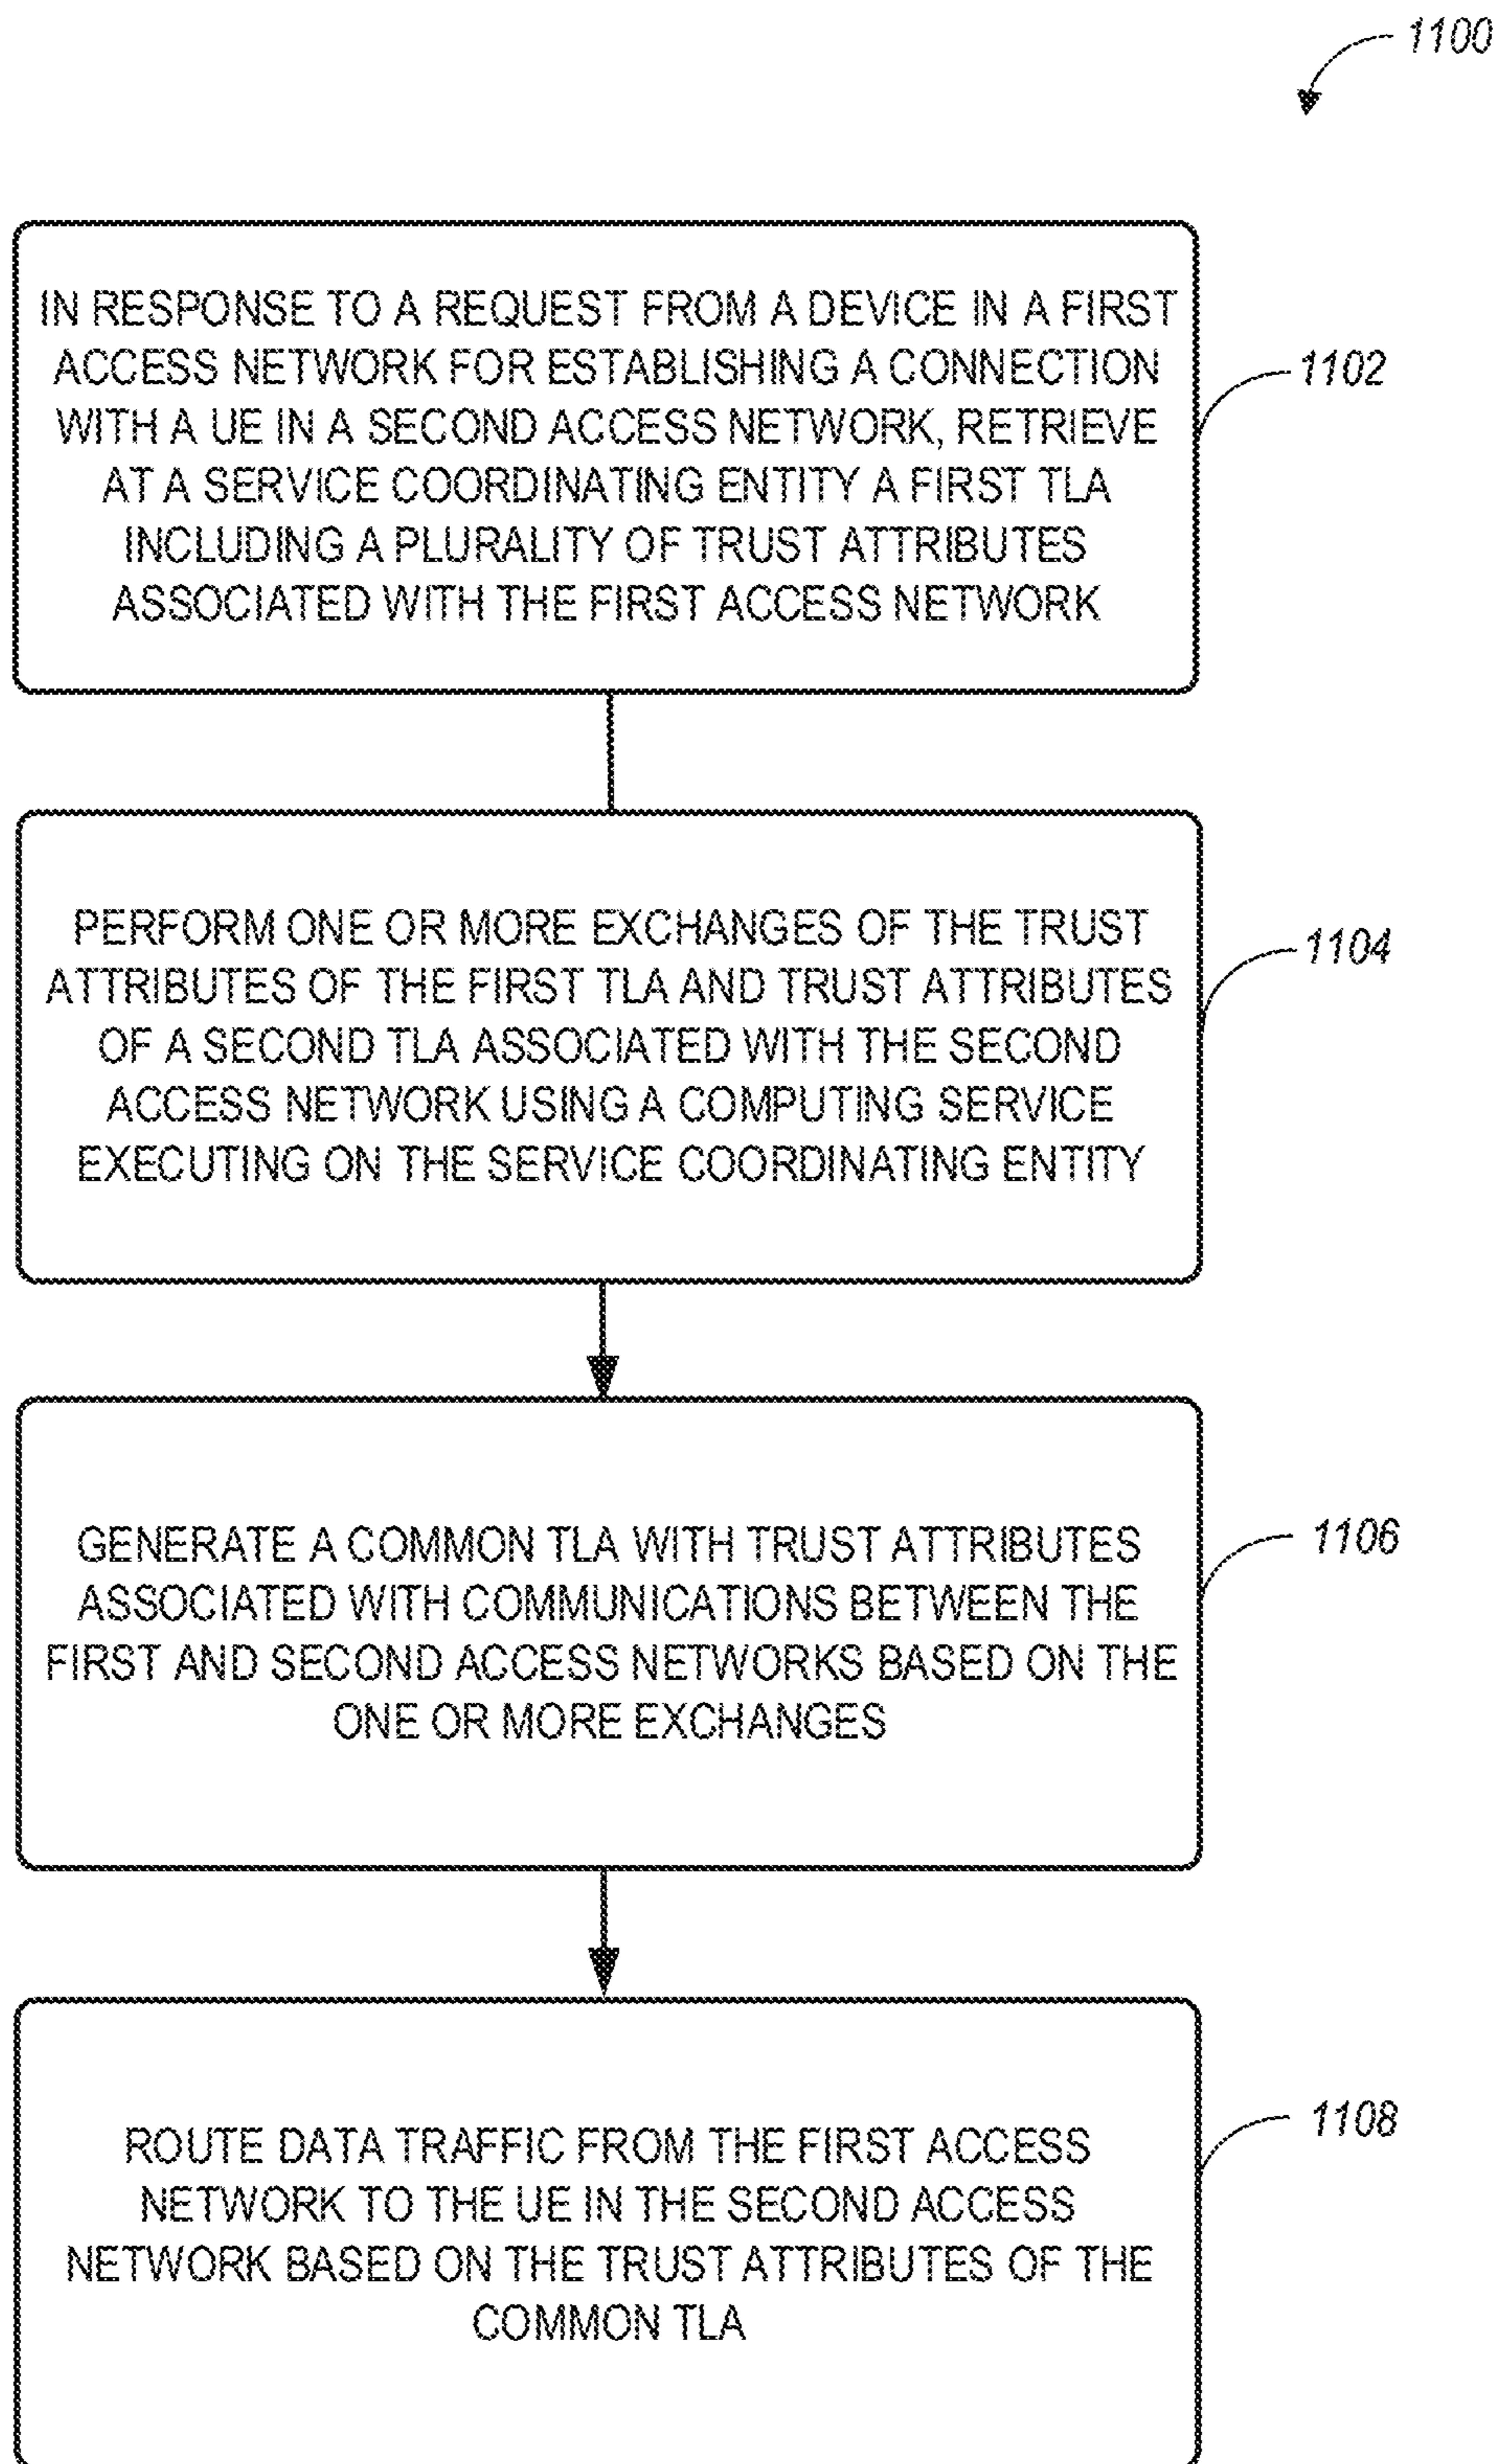 1100
IN RESPONSE TO A REQUEST FROM A DEVICE IN A FIRST
ACCESS NETWORK FOR ESTABLISHING A CONNECTION
WITH A UE IN A SECOND ACCESS NETWORK, RETRIEVE
AT A SERVICE COORDINATING ENTITY A FIRST TLA
INCLUDING A PLURALITY OF TRUST ATTRIBUTES
ASSOCIATED WITH THE FIRST ACCESS NETWORK
1102
PERFORM ONE OR MORE EXCHANGES OF THE TRUST
ATTRIBUTES OF THE FIRST TLA AND TRUST ATTRIBUTES
OF A SECOND TLA ASSOCIATED WITH THE SECOND
ACCESS NETWORK USING A COMPUTING SERVICE
EXECUTING ON THE SERVICE COORDINATING ENTITY
1104
GENERATE A COMMON TLA WITH TRUST ATTRIBUTES
ASSOCIATED WITH COMMUNICATIONS BETWEEN THE
FIRST AND SECOND ACCESS NETWORKS BASED ON THE
ONE OR MORE EXCHANGES
1106
ROUTE DATA TRAFFIC FROM THE FIRST ACCESS
NETWORK TO THE UE IN THE SECOND ACCESS
NETWORK BASED ON THE TRUST ATTRIBUTES OF THE
COMMON TLA
1108